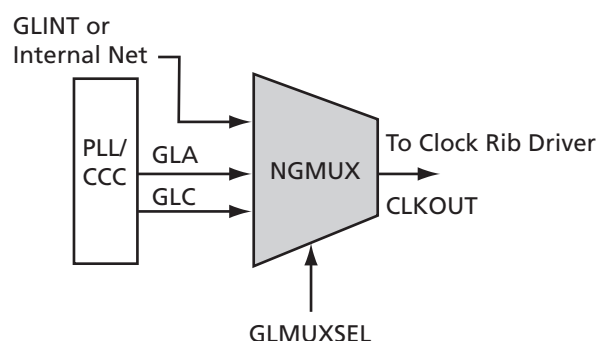 GLINT or
Internal Net
PLL/
CCC
GLA
GLC
NGMUX
To Clock Rib Driver
CLKOUT
GLMUXSEL